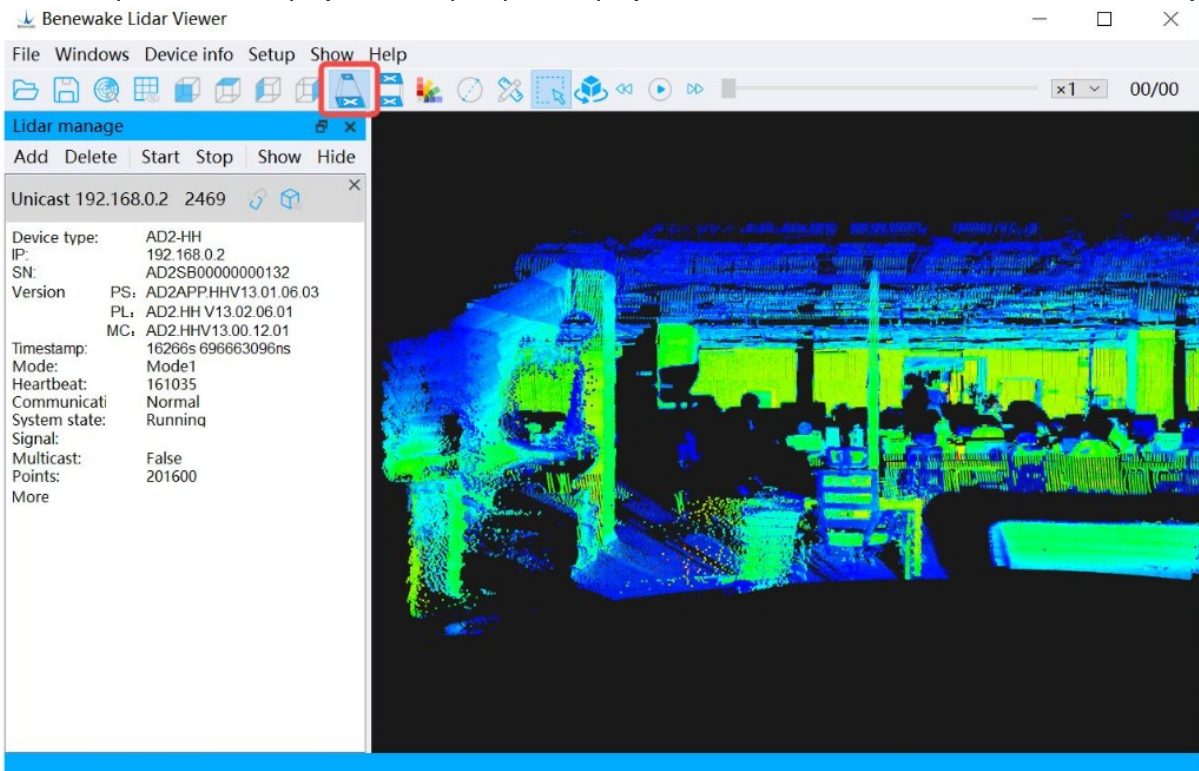 Benewake Lidar Viewer
File Windows Device info Setup Show Help
×1 00/00
Lidar manage
Add Delete Start Stop Show Hide
Unicast 192.168.0.2 2469
Device type: AD2-HH
IP: 192.168.0.2
SN: AD2SB00000000132
Version PS: AD2APP.HHV13.01.06.03
PL: AD2.HH V13.02.06.01
MC: AD2.HHV13.00.12.01
Timestamp: 16266s 696663096ns
Mode: Mode1
Heartbeat: 161035
Communicati Normal
System state: Running
Signal:
Multicast: False
Points: 201600
More